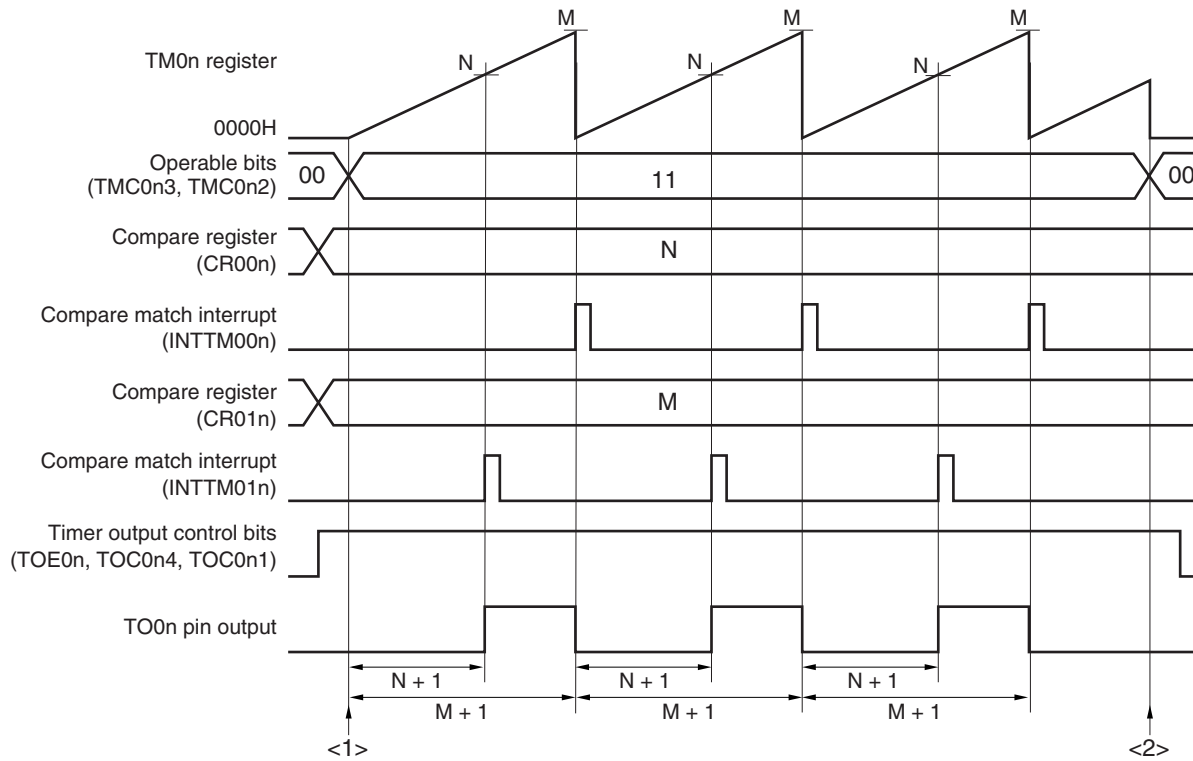 M M M
TM0n register
N N N
0000H
Operable bits
(TMC0n3, TMC0n2)
00 11 00
Compare register
(CR00n)
N
Compare match interrupt
(INTTM00n)
Compare register
(CR01n)
M
Compare match interrupt
(INTTM01n)
Timer output control bits
(TOE0n, TOC0n4, TOC0n1)
TO0n pin output
N + 1 N + 1 N + 1
M + 1 M + 1 M + 1
<1> <2>